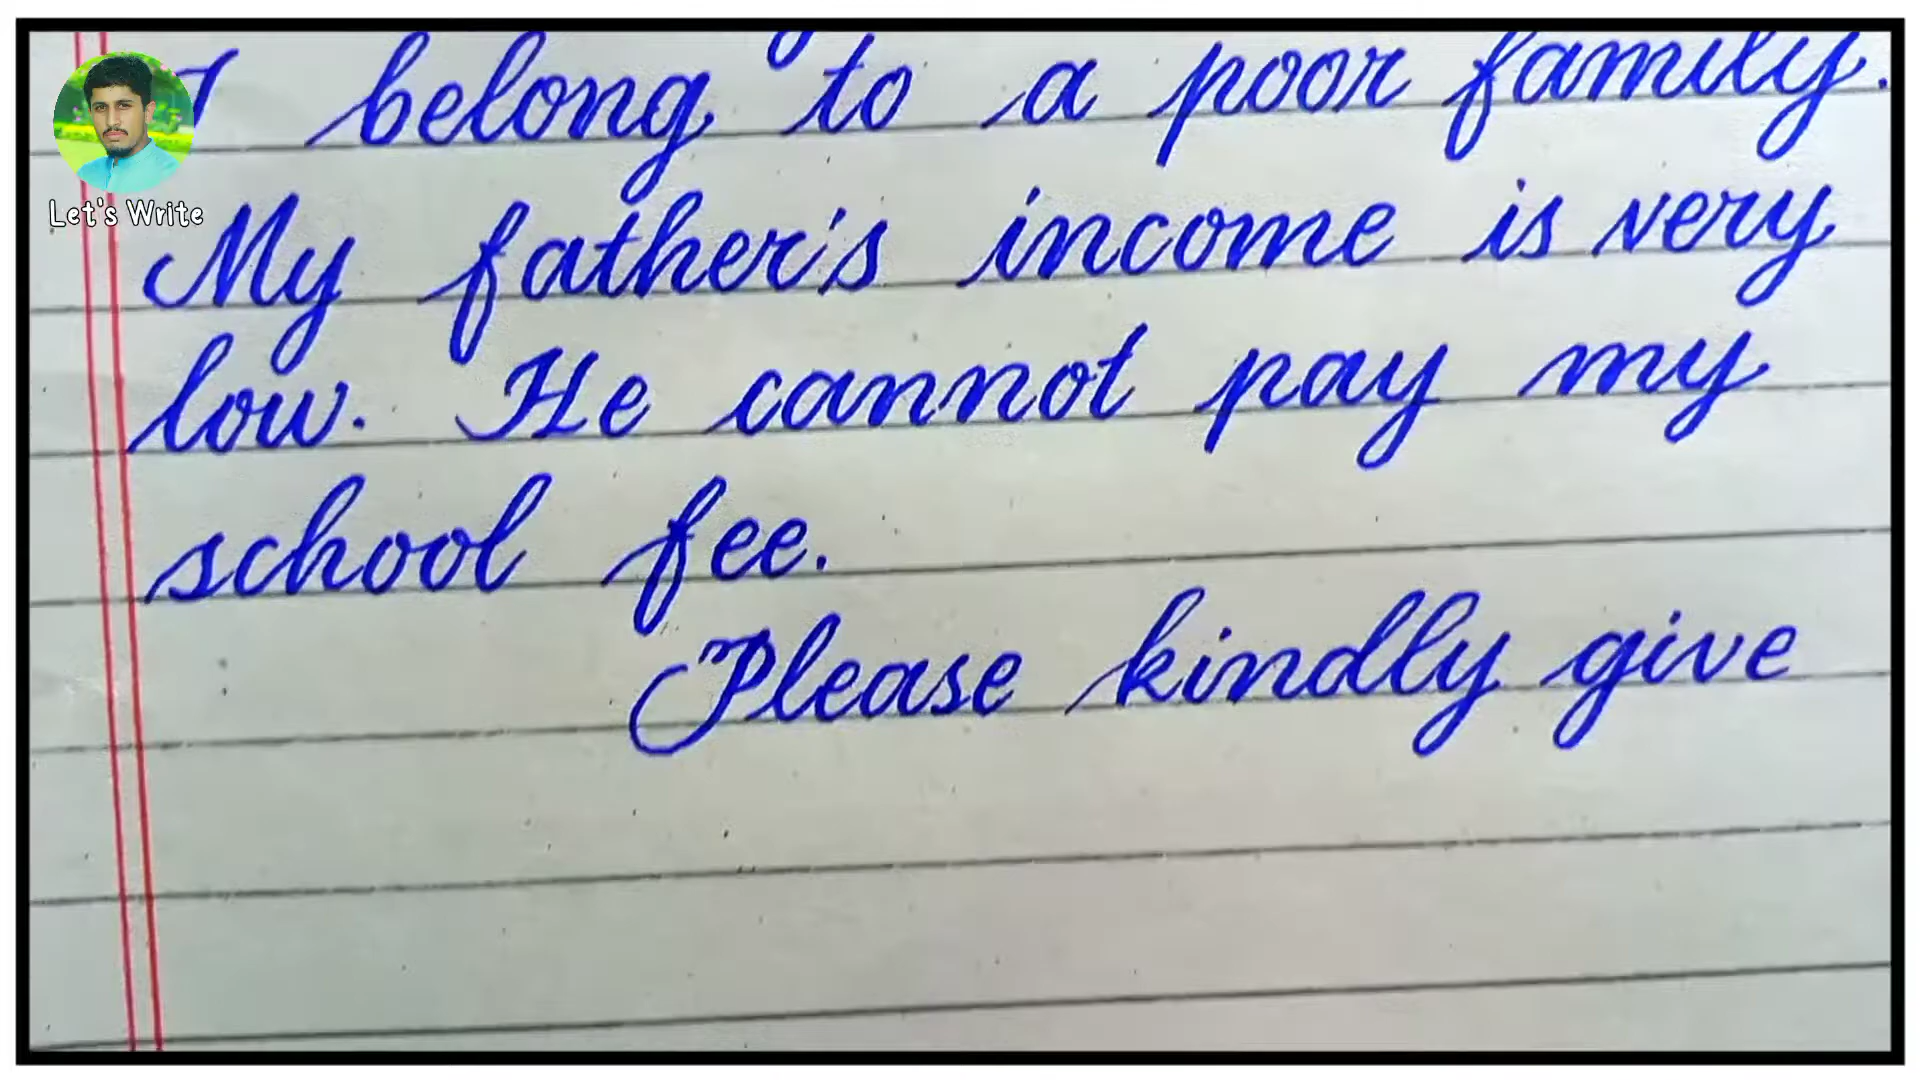 I belong to a poor family.
Let's Write
My father's income is very
low. He cannot pay my
school fee.
Please kindly give